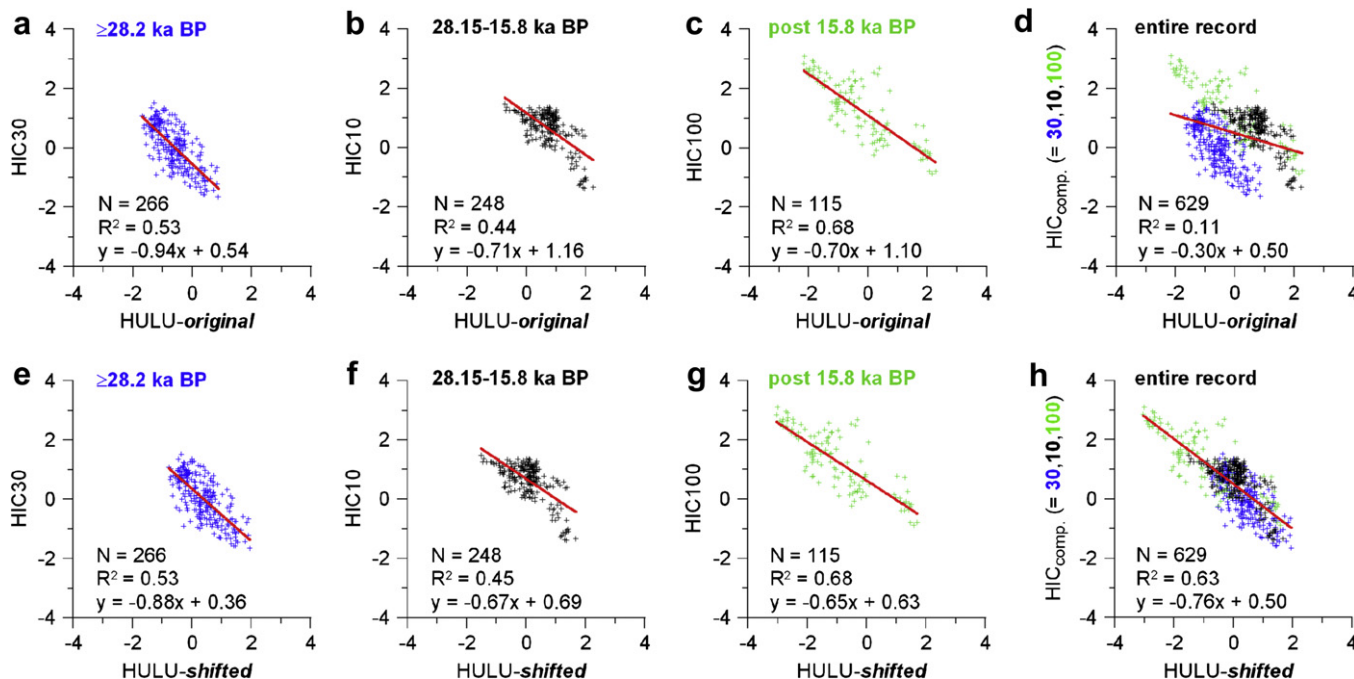 a
≥28.2 ka BP
4
2
0
-2
-4
HIC30
N = 266
R² = 0.53
y = -0.94x + 0.54
-4 -2 0 2 4
HULU-original
b
28.15-15.8 ka BP
4
2
0
-2
-4
HIC10
N = 248
R² = 0.44
y = -0.71x + 1.16
-4 -2 0 2 4
HULU-original
c
post 15.8 ka BP
4
2
0
-2
-4
HIC100
N = 115
R² = 0.68
y = -0.70x + 1.10
-4 -2 0 2 4
HULU-original
d
entire record
4
2
0
-2
-4
HICcomp. (= 30,10,100)
N = 629
R² = 0.11
y = -0.30x + 0.50
-4 -2 0 2 4
HULU-original
e
≥28.2 ka BP
4
2
0
-2
-4
HIC30
N = 266
R² = 0.53
y = -0.88x + 0.36
-4 -2 0 2 4
HULU-shifted
f
28.15-15.8 ka BP
4
2
0
-2
-4
HIC10
N = 248
R² = 0.45
y = -0.67x + 0.69
-4 -2 0 2 4
HULU-shifted
g
post 15.8 ka BP
4
2
0
-2
-4
HIC100
N = 115
R² = 0.68
y = -0.65x + 0.63
-4 -2 0 2 4
HULU-shifted
h
entire record
4
2
0
-2
-4
HICcomp. (= 30,10,100)
N = 629
R² = 0.63
y = -0.76x + 0.50
-4 -2 0 2 4
HULU-shifted